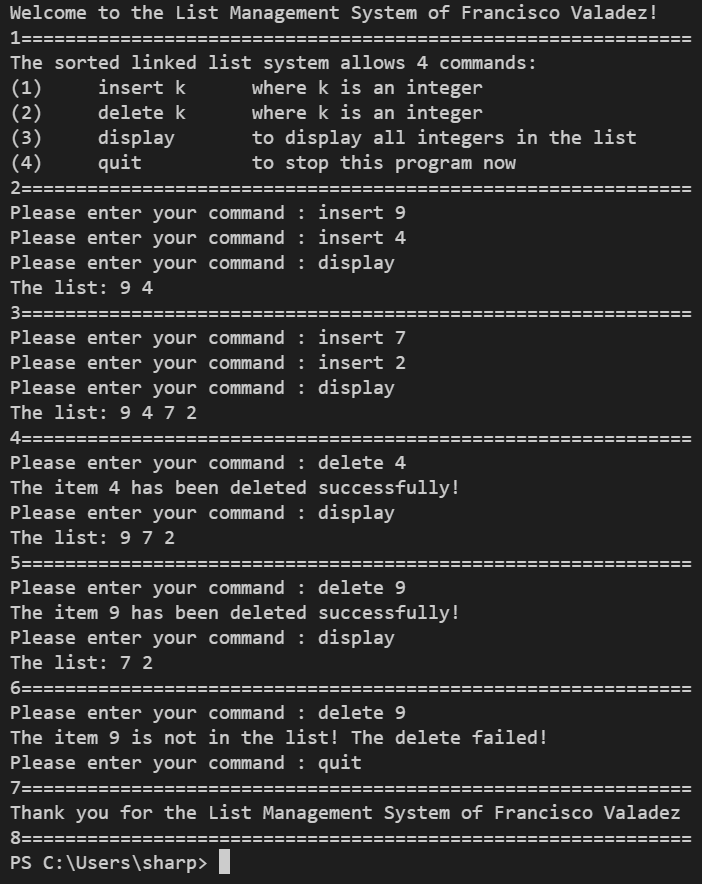 Welcome to the List Management System of Francisco Valadez!
1=============================================================
The sorted linked list system allows 4 commands:
(1)     insert k      where k is an integer
(2)     delete k      where k is an integer
(3)     display       to display all integers in the list
(4)     quit          to stop this program now
2=============================================================
Please enter your command : insert 9
Please enter your command : insert 4
Please enter your command : display
The list: 9 4
3=============================================================
Please enter your command : insert 7
Please enter your command : insert 2
Please enter your command : display
The list: 9 4 7 2
4=============================================================
Please enter your command : delete 4
The item 4 has been deleted successfully!
Please enter your command : display
The list: 9 7 2
5=============================================================
Please enter your command : delete 9
The item 9 has been deleted successfully!
Please enter your command : display
The list: 7 2
6=============================================================
Please enter your command : delete 9
The item 9 is not in the list! The delete failed!
Please enter your command : quit
7=============================================================
Thank you for the List Management System of Francisco Valadez
8=============================================================
PS C:\Users\sharp>